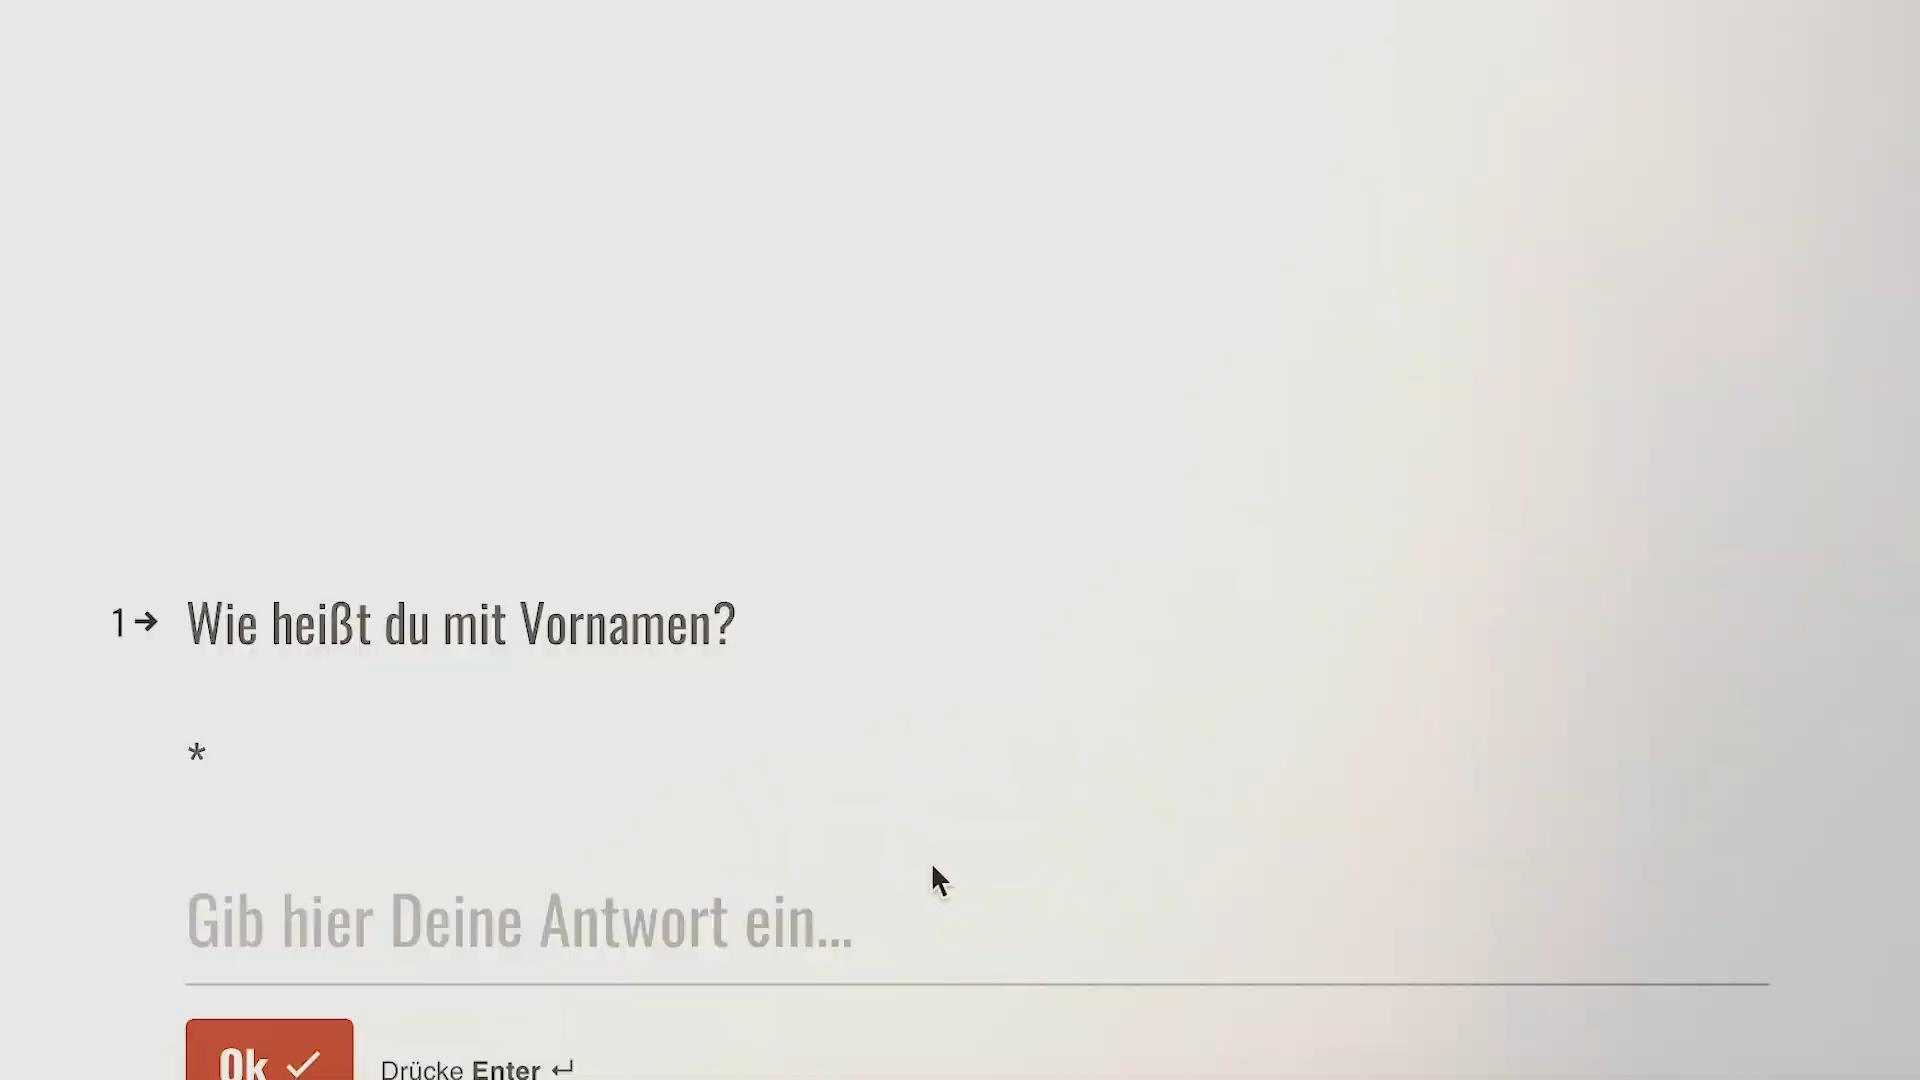 1→ Wie heißt du mit Vornamen?
*
Gib hier Deine Antwort ein...
Ok ✓ Drücke Enter ↵